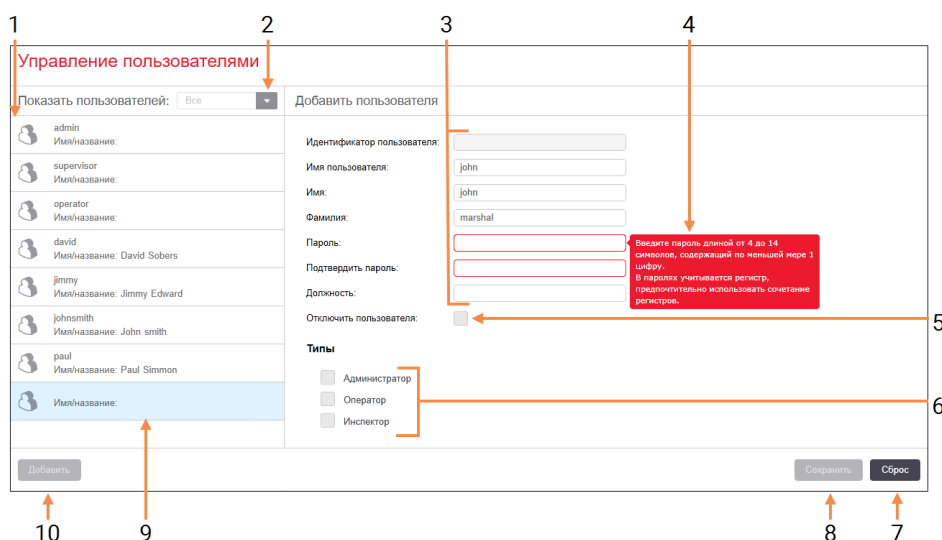 1 2 3 4
Управление пользователями
Показать пользователей: Все
Добавить пользователя
admin
Имя/название:
supervisor
Имя/название:
operator
Имя/название:
david
Имя/название: David Sobers
jimmy
Имя/название: Jimmy Edward
johnsmith
Имя/название: John smith
paul
Имя/название: Paul Simmon
Имя/название:
Идентификатор пользователя:
Имя пользователя: john
Имя: john
Фамилия: marshal
Пароль:
Подтвердить пароль:
Должность:
Отключить пользователя:
Введите пароль длиной от 4 до 14
символов, содержащий по меньшей мере 1
цифру.
В паролях учитывается регистр,
предпочтительно использовать сочетание
регистров.
5
Типы
Администратор
Оператор
Инспектор
6
Добавить
Сохранить
Сброс
10 9 8 7